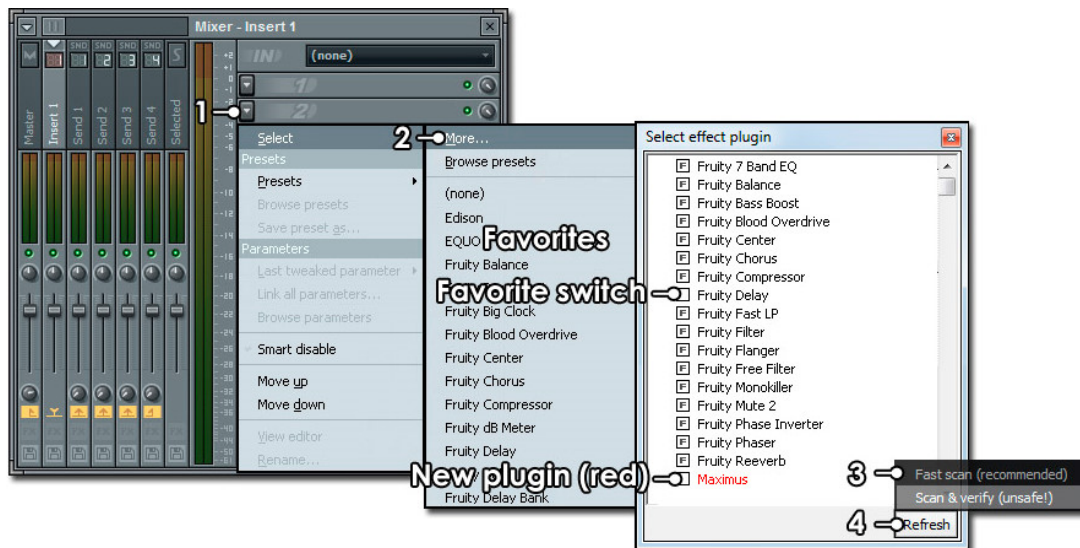 Mixer - Insert 1
SND SND SND SND
M 1 1 2 3 4 S
Master
Insert 1
Send 1
Send 2
Send 3
Send 4
Selected
IN (none)
1
2
1
Select
Presets
Presets
Browse presets
Save preset as...
Parameters
Last tweaked parameter
Link all parameters...
Browse parameters
Smart disable
Move up
Move down
View editor
Rename...
2
More...
Browse presets
(none)
Edison
EQUO
Favorites
Fruity Balance
Favorite switch
Fruity Big Clock
Fruity Blood Overdrive
Fruity Center
Fruity Chorus
Fruity Compressor
Fruity dB Meter
Fruity Delay
New plugin (red)
Fruity Delay Bank
Select effect plugin
F Fruity 7 Band EQ
F Fruity Balance
F Fruity Bass Boost
F Fruity Blood Overdrive
F Fruity Center
F Fruity Chorus
F Fruity Compressor
Fruity Delay
F Fruity Fast LP
F Fruity Filter
F Fruity Flanger
F Fruity Free Filter
F Fruity Monokiller
F Fruity Mute 2
F Fruity Phase Inverter
F Fruity Phaser
F Fruity Reeverb
Maximus
3
Fast scan (recommended)
Scan & verify (unsafe!)
4
Refresh